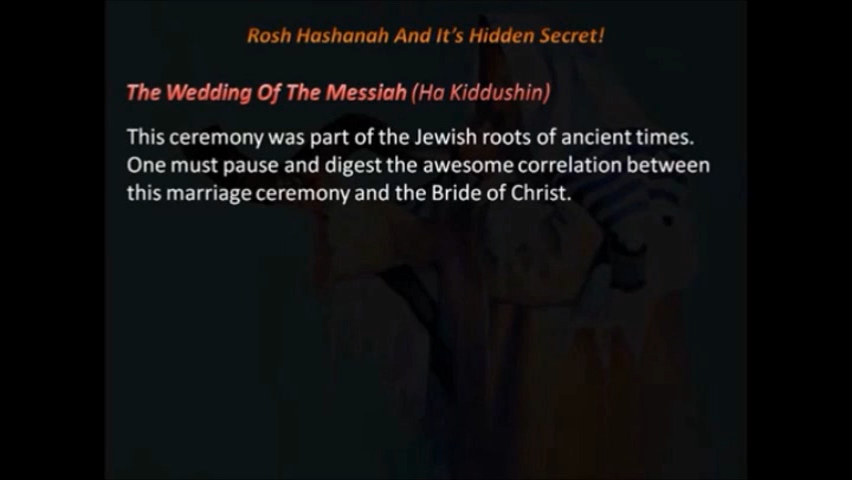 Rosh Hashanah And It's Hidden Secret!
The Wedding Of The Messiah (Ha Kiddushin)
This ceremony was part of the Jewish roots of ancient times.
One must pause and digest the awesome correlation between
this marriage ceremony and the Bride of Christ.